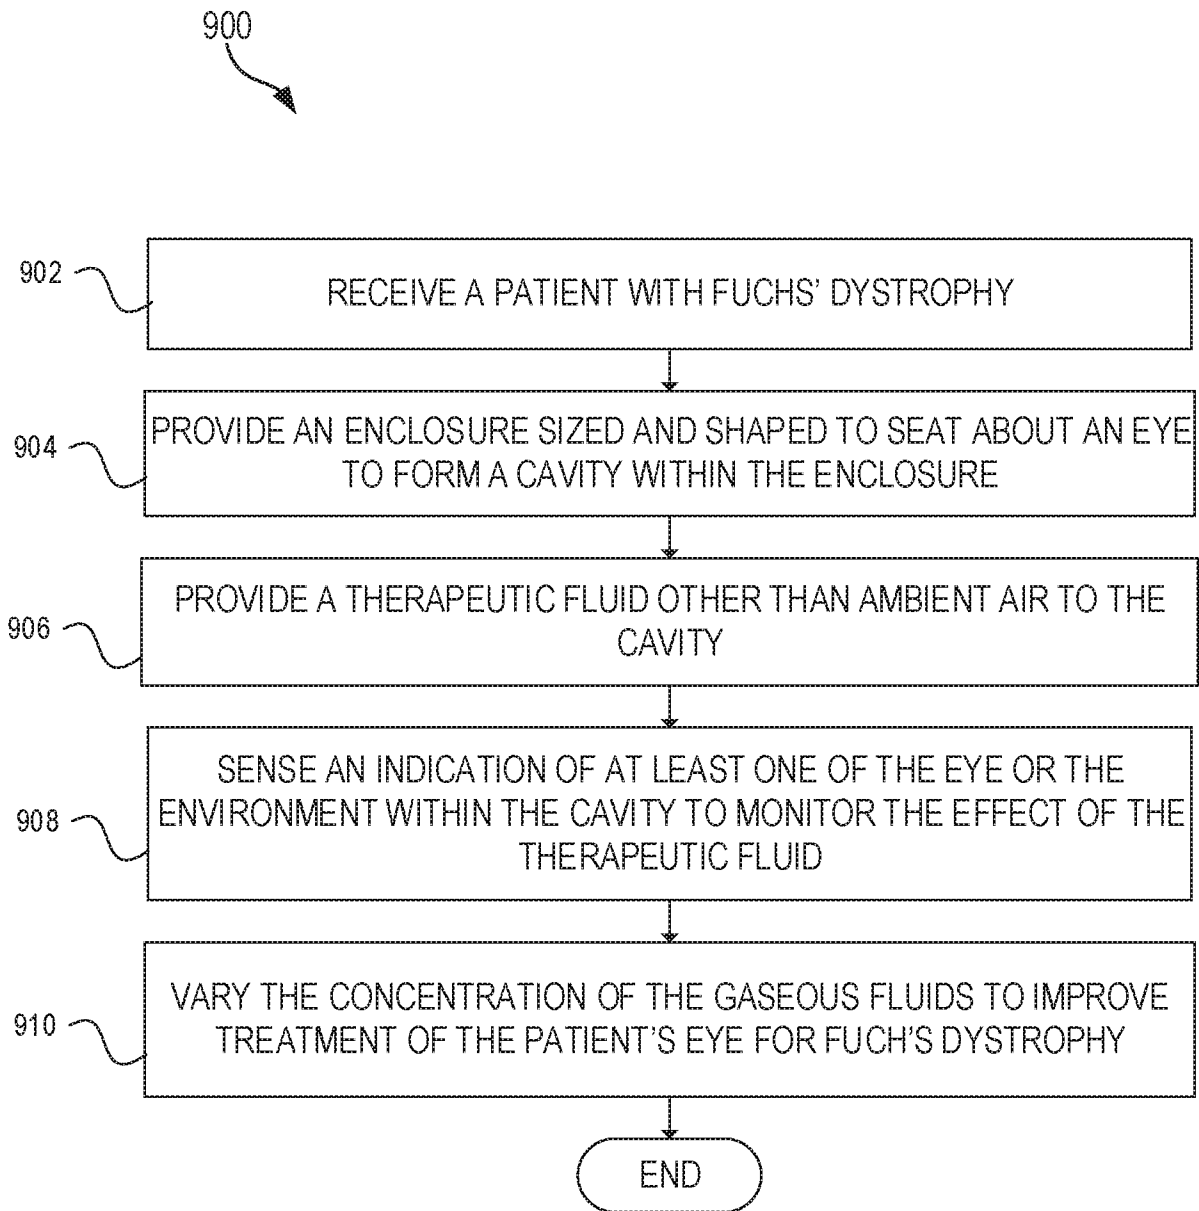 900
902
RECEIVE A PATIENT WITH FUCHS' DYSTROPHY
904
PROVIDE AN ENCLOSURE SIZED AND SHAPED TO SEAT ABOUT AN EYE
TO FORM A CAVITY WITHIN THE ENCLOSURE
906
PROVIDE A THERAPEUTIC FLUID OTHER THAN AMBIENT AIR TO THE
CAVITY
908
SENSE AN INDICATION OF AT LEAST ONE OF THE EYE OR THE
ENVIRONMENT WITHIN THE CAVITY TO MONITOR THE EFFECT OF THE
THERAPEUTIC FLUID
910
VARY THE CONCENTRATION OF THE GASEOUS FLUIDS TO IMPROVE
TREATMENT OF THE PATIENT'S EYE FOR FUCH'S DYSTROPHY
END